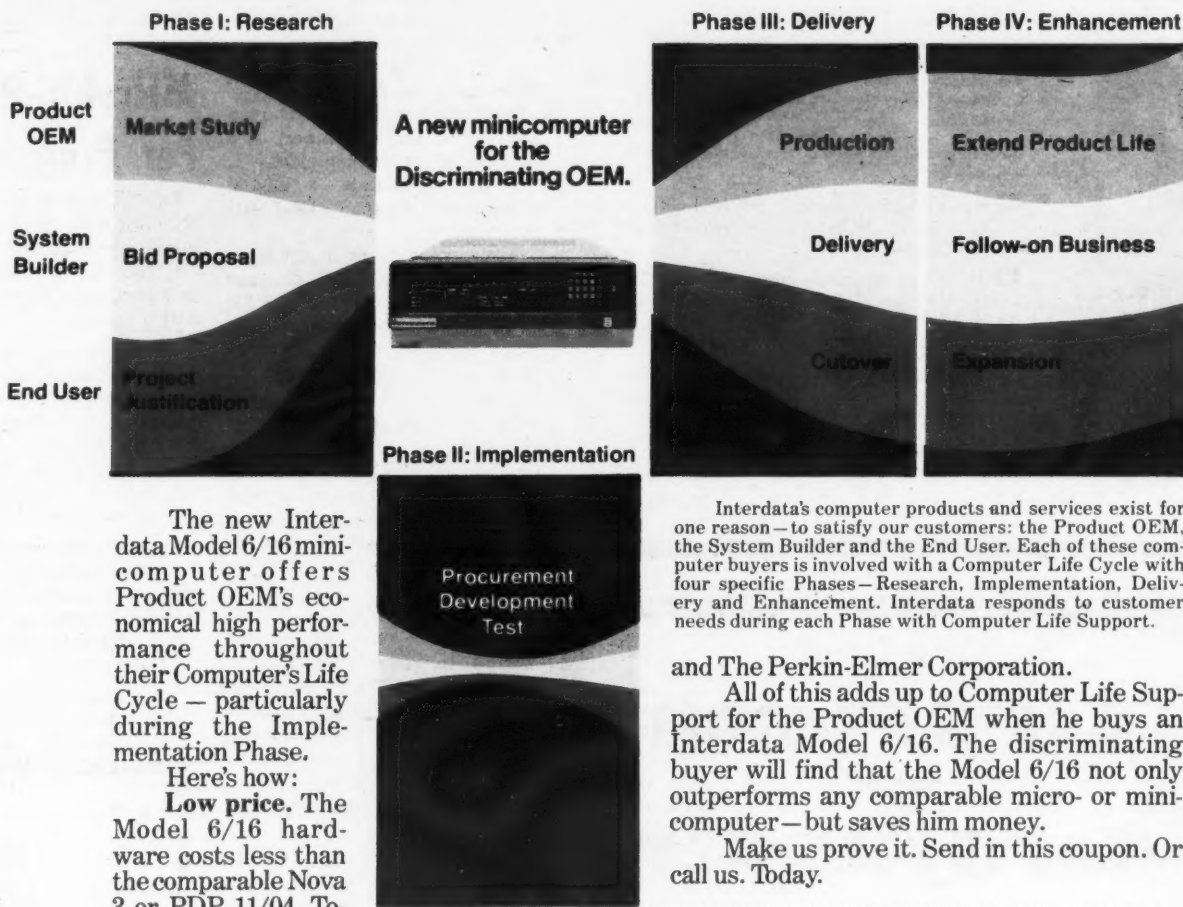 Phase I: Research
Phase III: Delivery
Phase IV: Enhancement
Product
OEM
Market Study
A new minicomputer
for the
Discriminating OEM.
Production
Extend Product Life
System
Builder
Bid Proposal
Delivery
Follow-on Business
End User
Project
Justification
Cutover
Expansion
Phase II: Implementation
Procurement
Development
Test
The new Inter-
data Model 6/16 mini-
computer offers
Product OEM's eco-
nomical high perfor-
mance throughout
their Computer's Life
Cycle — particularly
during the Imple-
mentation Phase.
Here's how:
Low price. The
Model 6/16 hard-
ware costs less than
the comparable Nova
3 or PDP 11/04. To-
Interdata's computer products and services exist for
one reason—to satisfy our customers: the Product OEM,
the System Builder and the End User. Each of these com-
puter buyers is involved with a Computer Life Cycle with
four specific Phases—Research, Implementation, Deliv-
ery and Enhancement. Interdata responds to customer
needs during each Phase with Computer Life Support.
and The Perkin-Elmer Corporation.
All of this adds up to Computer Life Sup-
port for the Product OEM when he buys an
Interdata Model 6/16. The discriminating
buyer will find that the Model 6/16 not only
outperforms any comparable micro- or mini-
computer—but saves him money.
Make us prove it. Send in this coupon. Or
call us. Today.